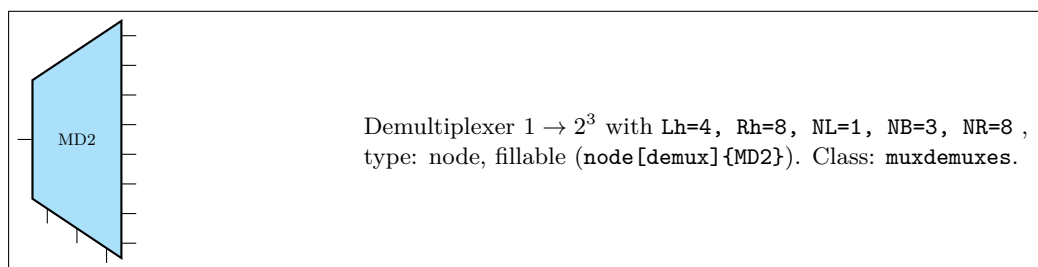 MD2
Demultiplexer 1 → 2³ with Lh=4, Rh=8, NL=1, NB=3, NR=8 ,
type: node, fillable (node[demux]{MD2}). Class: muxdemuxes.